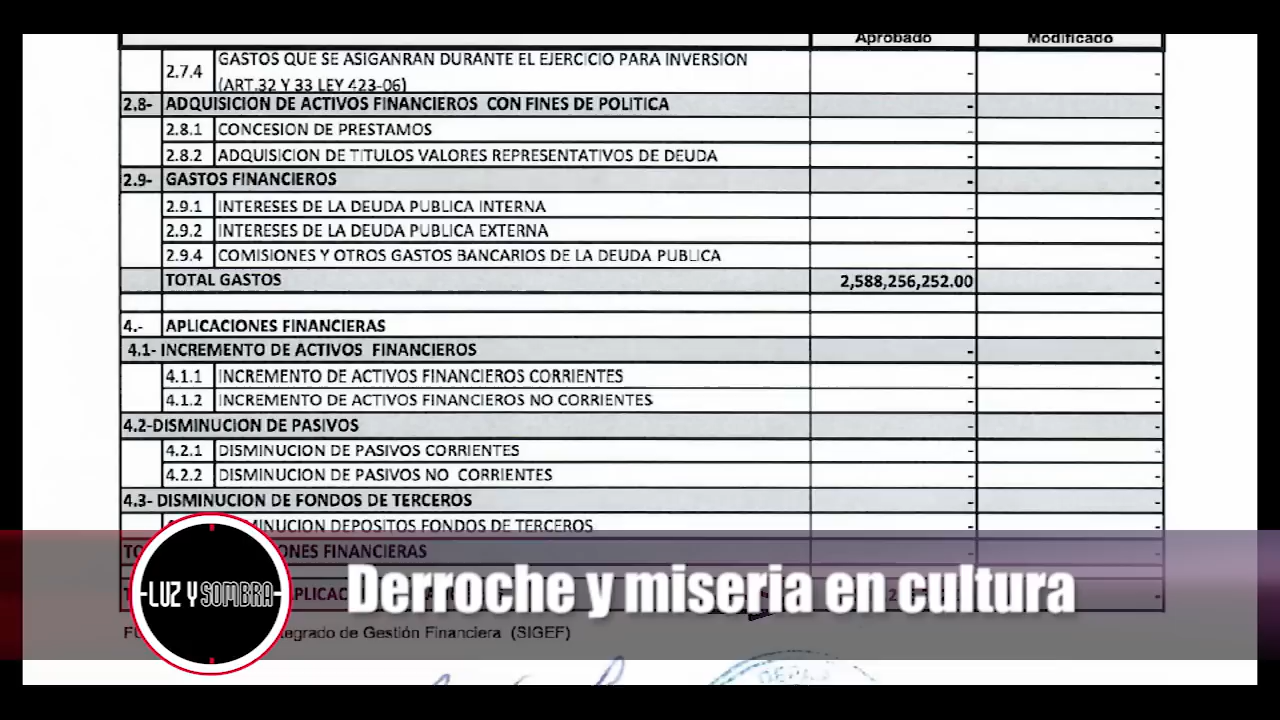 Aprobado Modificado
2.7.4 GASTOS QUE SE ASIGANRAN DURANTE EL EJERCICIO PARA INVERSION
(ART.32 Y 33 LEY 423-06) - -
2.8- ADQUISICION DE ACTIVOS FINANCIEROS CON FINES DE POLITICA - -
2.8.1 CONCESION DE PRESTAMOS - -
2.8.2 ADQUISICION DE TITULOS VALORES REPRESENTATIVOS DE DEUDA - -
2.9- GASTOS FINANCIEROS - -
2.9.1 INTERESES DE LA DEUDA PUBLICA INTERNA - -
2.9.2 INTERESES DE LA DEUDA PUBLICA EXTERNA - -
2.9.4 COMISIONES Y OTROS GASTOS BANCARIOS DE LA DEUDA PUBLICA - -
TOTAL GASTOS 2,588,256,252.00 -
4.- APLICACIONES FINANCIERAS
4.1- INCREMENTO DE ACTIVOS FINANCIEROS - -
4.1.1 INCREMENTO DE ACTIVOS FINANCIEROS CORRIENTES - -
4.1.2 INCREMENTO DE ACTIVOS FINANCIEROS NO CORRIENTES - -
4.2-DISMINUCION DE PASIVOS
4.2.1 DISMINUCION DE PASIVOS CORRIENTES - -
4.2.2 DISMINUCION DE PASIVOS NO CORRIENTES - -
4.3- DISMINUCION DE FONDOS DE TERCEROS - -
DEPOSITOS FONDOS DE TERCEROS - -
FINANCIERAS - -
LUZ Y SOMBRA
Derroche y miseria en cultura
de Gestión Financiera (SIGEF)